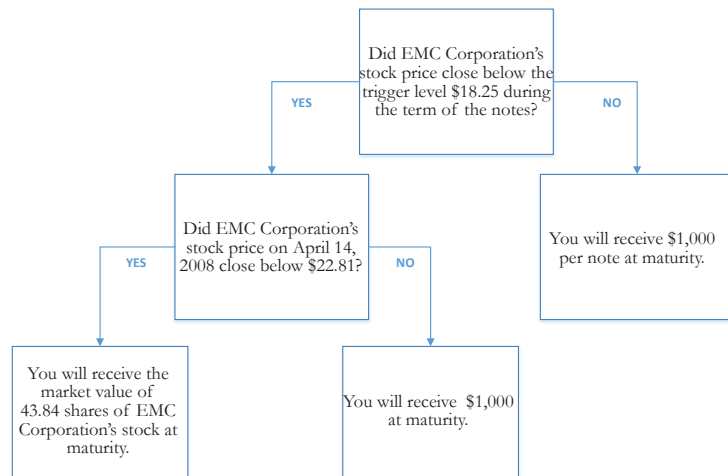 Did EMC Corporation's
stock price close below the
trigger level $18.25 during
the term of the notes?
YES
NO
Did EMC Corporation's
stock price on April 14,
2008 close below $22.81?
You will receive $1,000
per note at maturity.
YES
NO
You will receive the
market value of
43.84 shares of EMC
Corporation's stock at
maturity.
You will receive $1,000
at maturity.